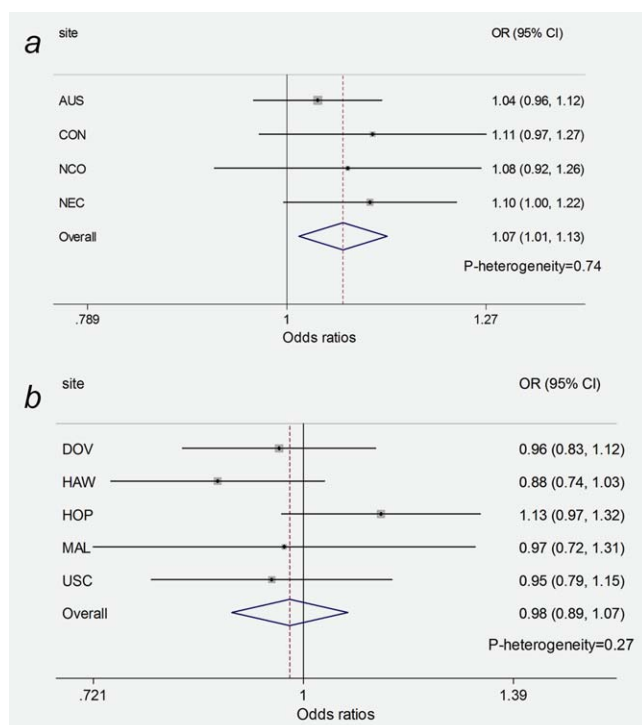 a
site OR (95% CI)
AUS 1.04 (0.96, 1.12)
CON 1.11 (0.97, 1.27)
NCO 1.08 (0.92, 1.26)
NEC 1.10 (1.00, 1.22)
Overall 1.07 (1.01, 1.13)
P-heterogeneity=0.74
.789 1 1.27
Odds ratios
b
site OR (95% CI)
DOV 0.96 (0.83, 1.12)
HAW 0.88 (0.74, 1.03)
HOP 1.13 (0.97, 1.32)
MAL 0.97 (0.72, 1.31)
USC 0.95 (0.79, 1.15)
Overall 0.98 (0.89, 1.07)
P-heterogeneity=0.27
.721 1 1.39
Odds ratios